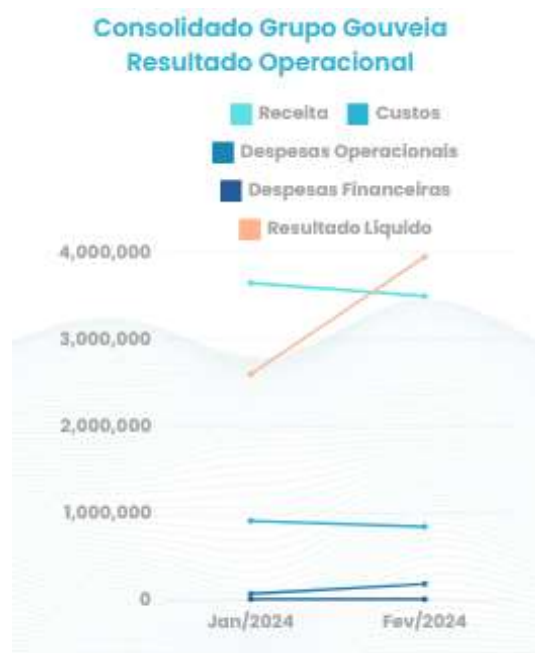 Consolidado Grupo Gouveia
Resultado Operacional
Receita Custos
Despesas Operacionais
Despesas Financeiras
Resultado Líquido
4,000,000
3,000,000
2,000,000
1,000,000
0
Jan/2024 Fev/2024